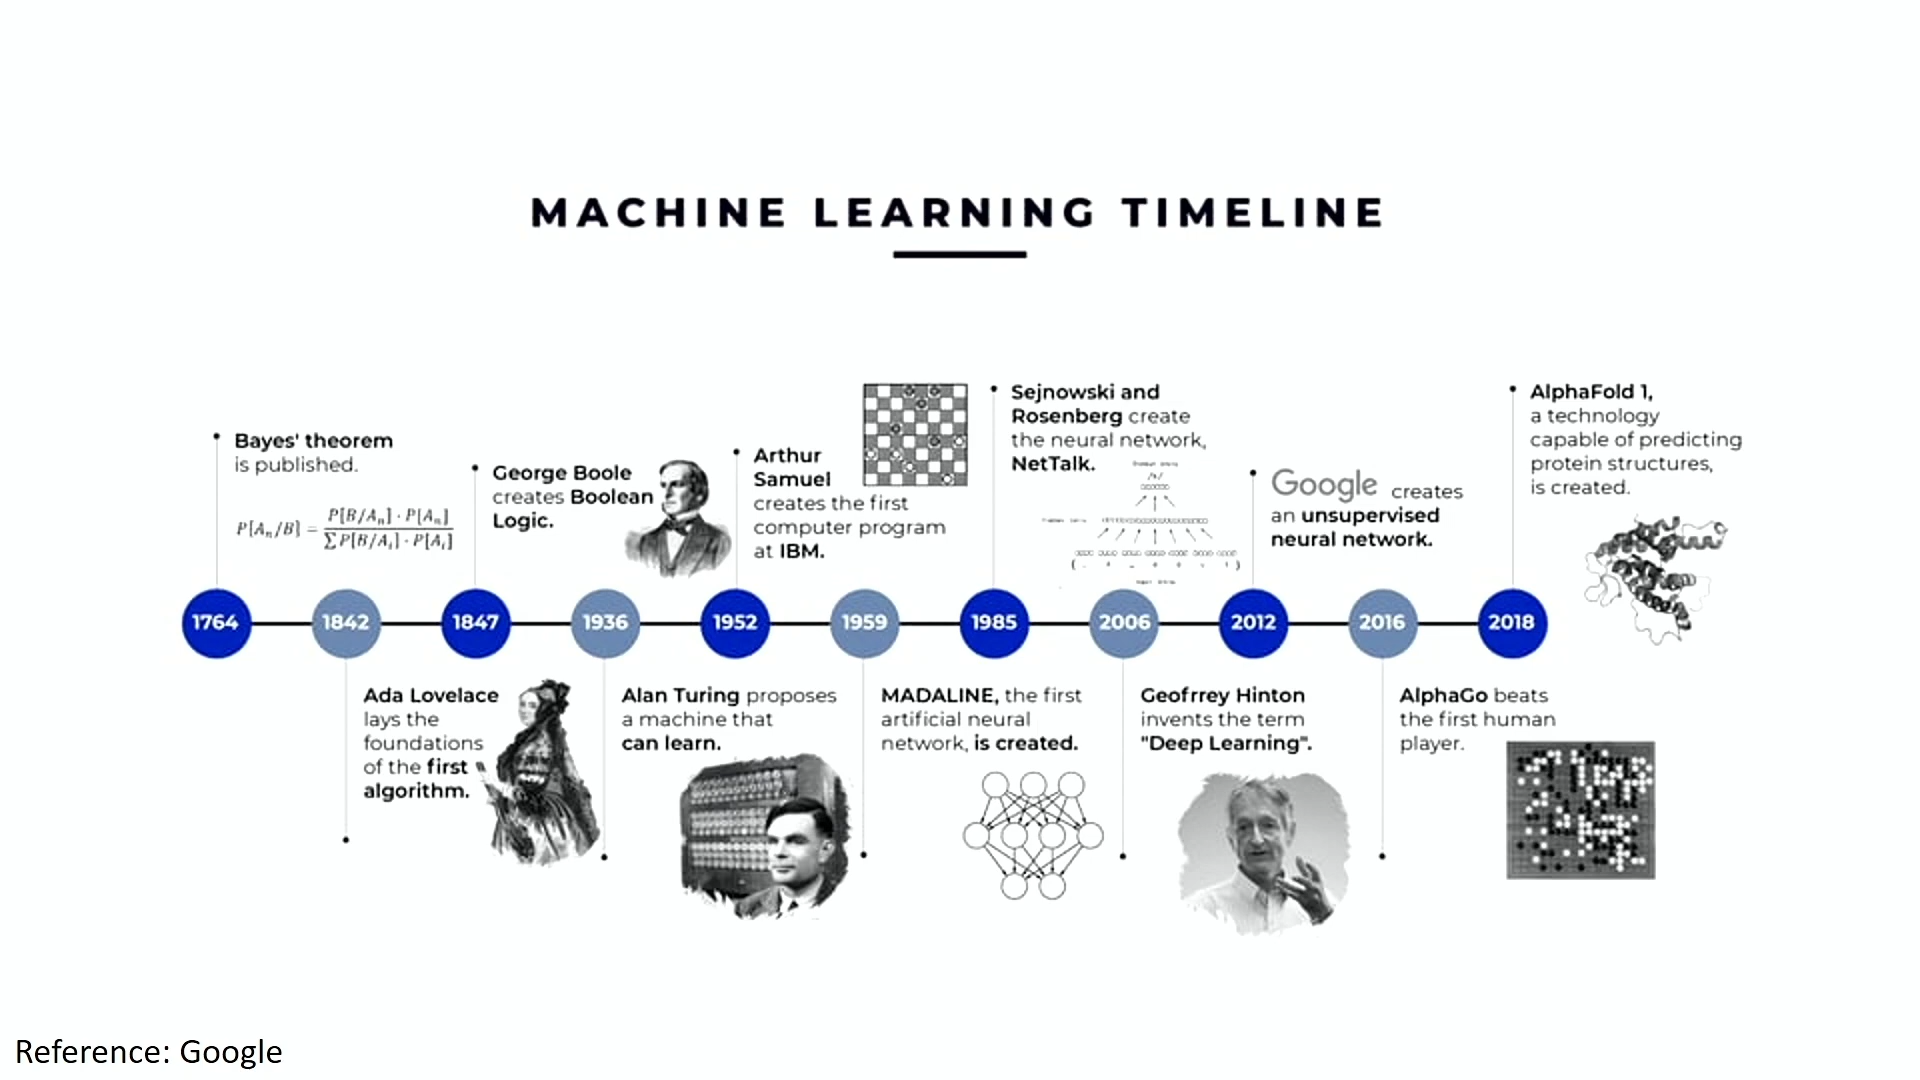 MACHINE LEARNING TIMELINE
Bayes' theorem
is published.
P[Aₙ/B] = P[B/Aₙ] · P[Aₙ] / ∑ P[B/Aᵢ] · P[Aᵢ]
George Boole
creates Boolean
Logic.
Arthur
Samuel
creates the first
computer program
at IBM.
Sejnowski and
Rosenberg create
the neural network,
NetTalk.
Google creates
an unsupervised
neural network.
AlphaFold 1,
a technology
capable of predicting
protein structures,
is created.
1764 1842 1847 1936 1952 1959 1985 2006 2012 2016 2018
Ada Lovelace
lays the
foundations
of the first
algorithm.
Alan Turing proposes
a machine that
can learn.
MADALINE, the first
artificial neural
network, is created.
Geofrrey Hinton
invents the term
"Deep Learning".
AlphaGo beats
the first human
player.
Reference: Google